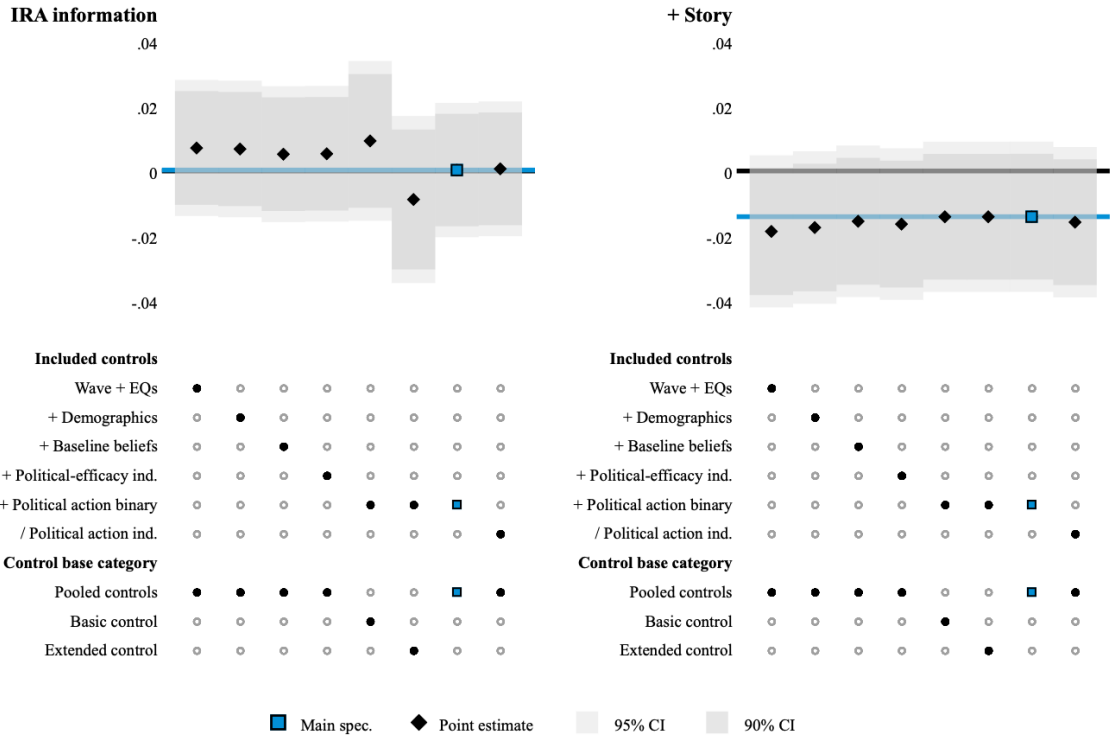 IRA information
.04
.02
0
-.02
-.04
Included controls
Wave + EQs
+ Demographics
+ Baseline beliefs
+ Political-efficacy ind.
+ Political action binary
/ Political action ind.
Control base category
Pooled controls
Basic control
Extended control
+ Story
.04
.02
0
-.02
-.04
Included controls
Wave + EQs
+ Demographics
+ Baseline beliefs
+ Political-efficacy ind.
+ Political action binary
/ Political action ind.
Control base category
Pooled controls
Basic control
Extended control
Main spec. Point estimate 95% CI 90% CI